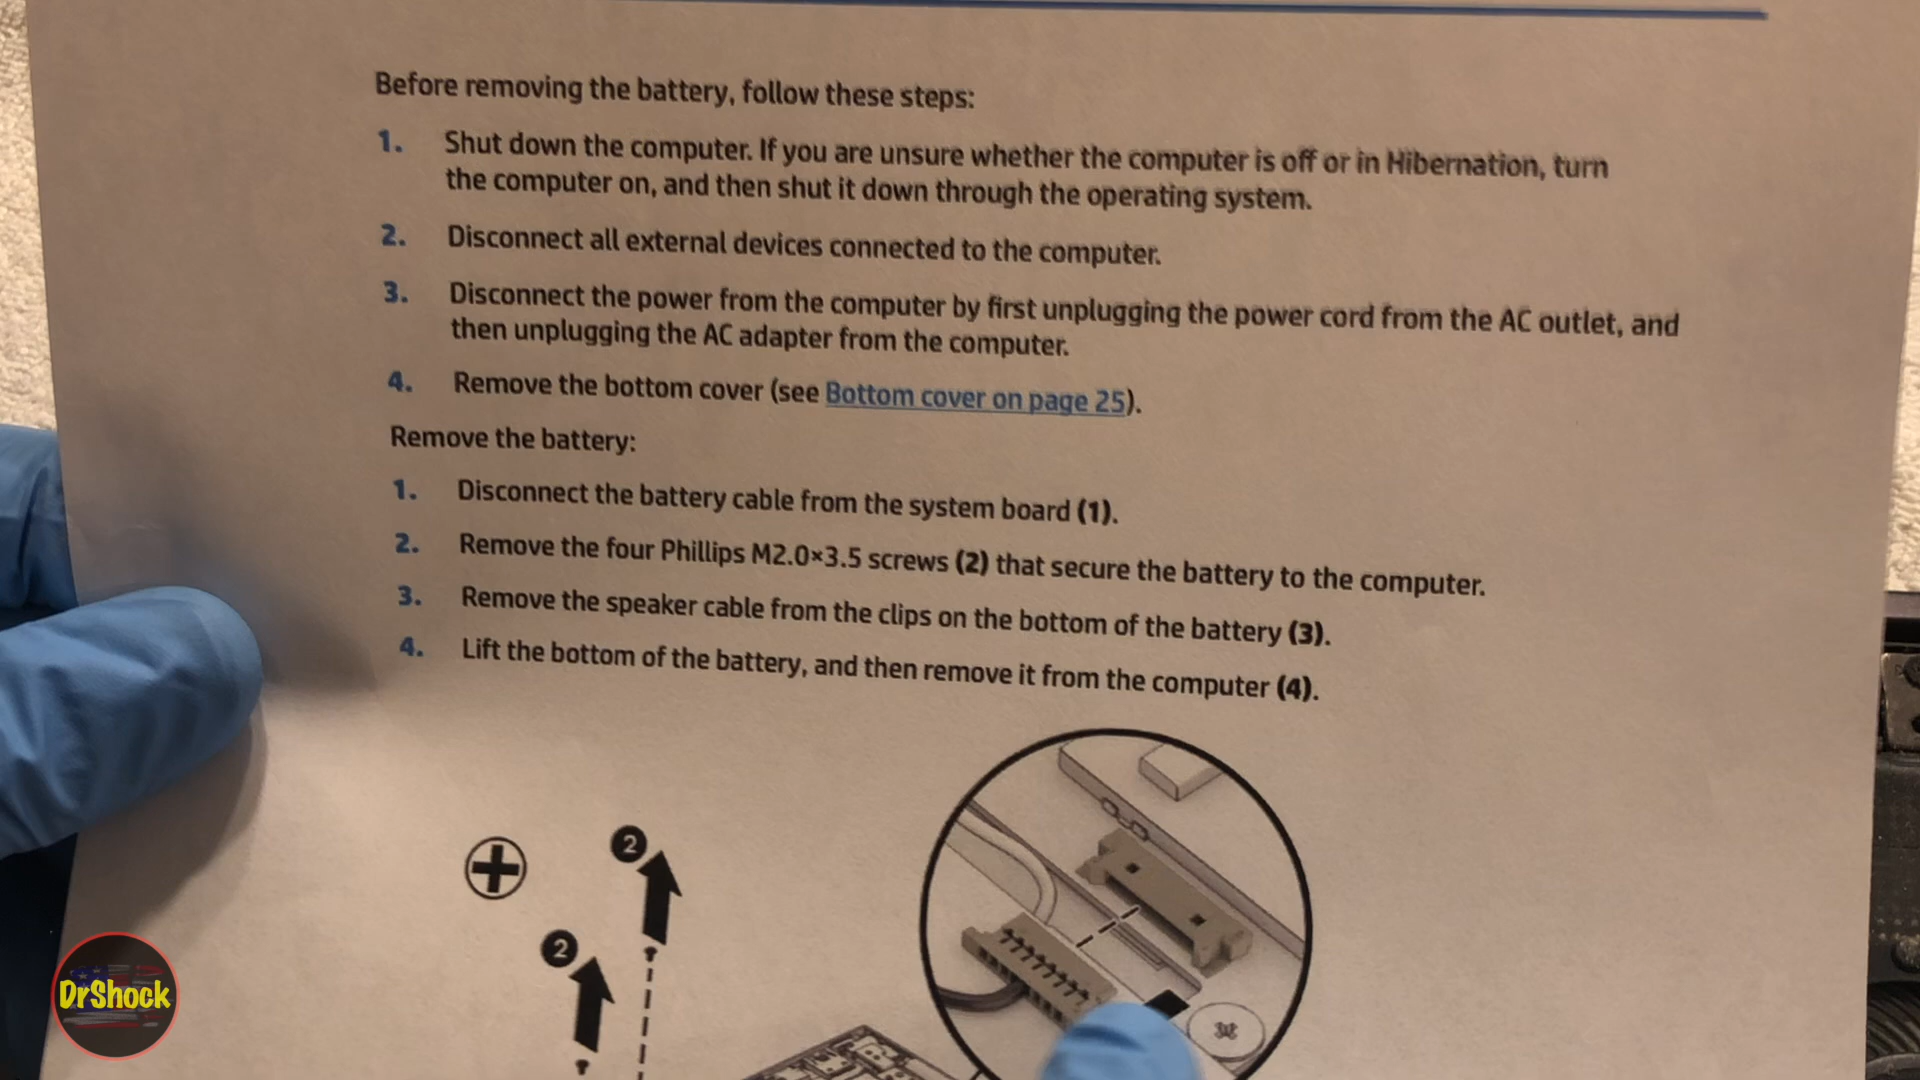 Before removing the battery, follow these steps:
1. Shut down the computer. If you are unsure whether the computer is off or in Hibernation, turn
the computer on, and then shut it down through the operating system.
2. Disconnect all external devices connected to the computer.
3. Disconnect the power from the computer by first unplugging the power cord from the AC outlet, and
then unplugging the AC adapter from the computer.
4. Remove the bottom cover (see Bottom cover on page 25).
Remove the battery:
1. Disconnect the battery cable from the system board (1).
2. Remove the four Phillips M2.0×3.5 screws (2) that secure the battery to the computer.
3. Remove the speaker cable from the clips on the bottom of the battery (3).
4. Lift the bottom of the battery, and then remove it from the computer (4).
2
2
DrShock